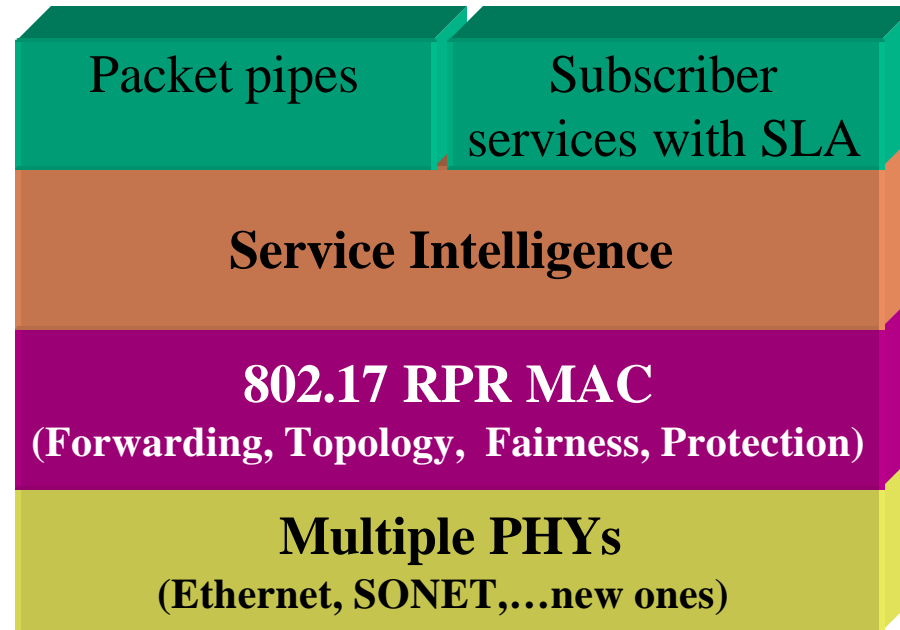 Packet pipes
Subscriber
services with SLA
Service Intelligence
802.17 RPR MAC
(Forwarding, Topology,  Fairness, Protection)
Multiple PHYs
(Ethernet, SONET,…new ones)